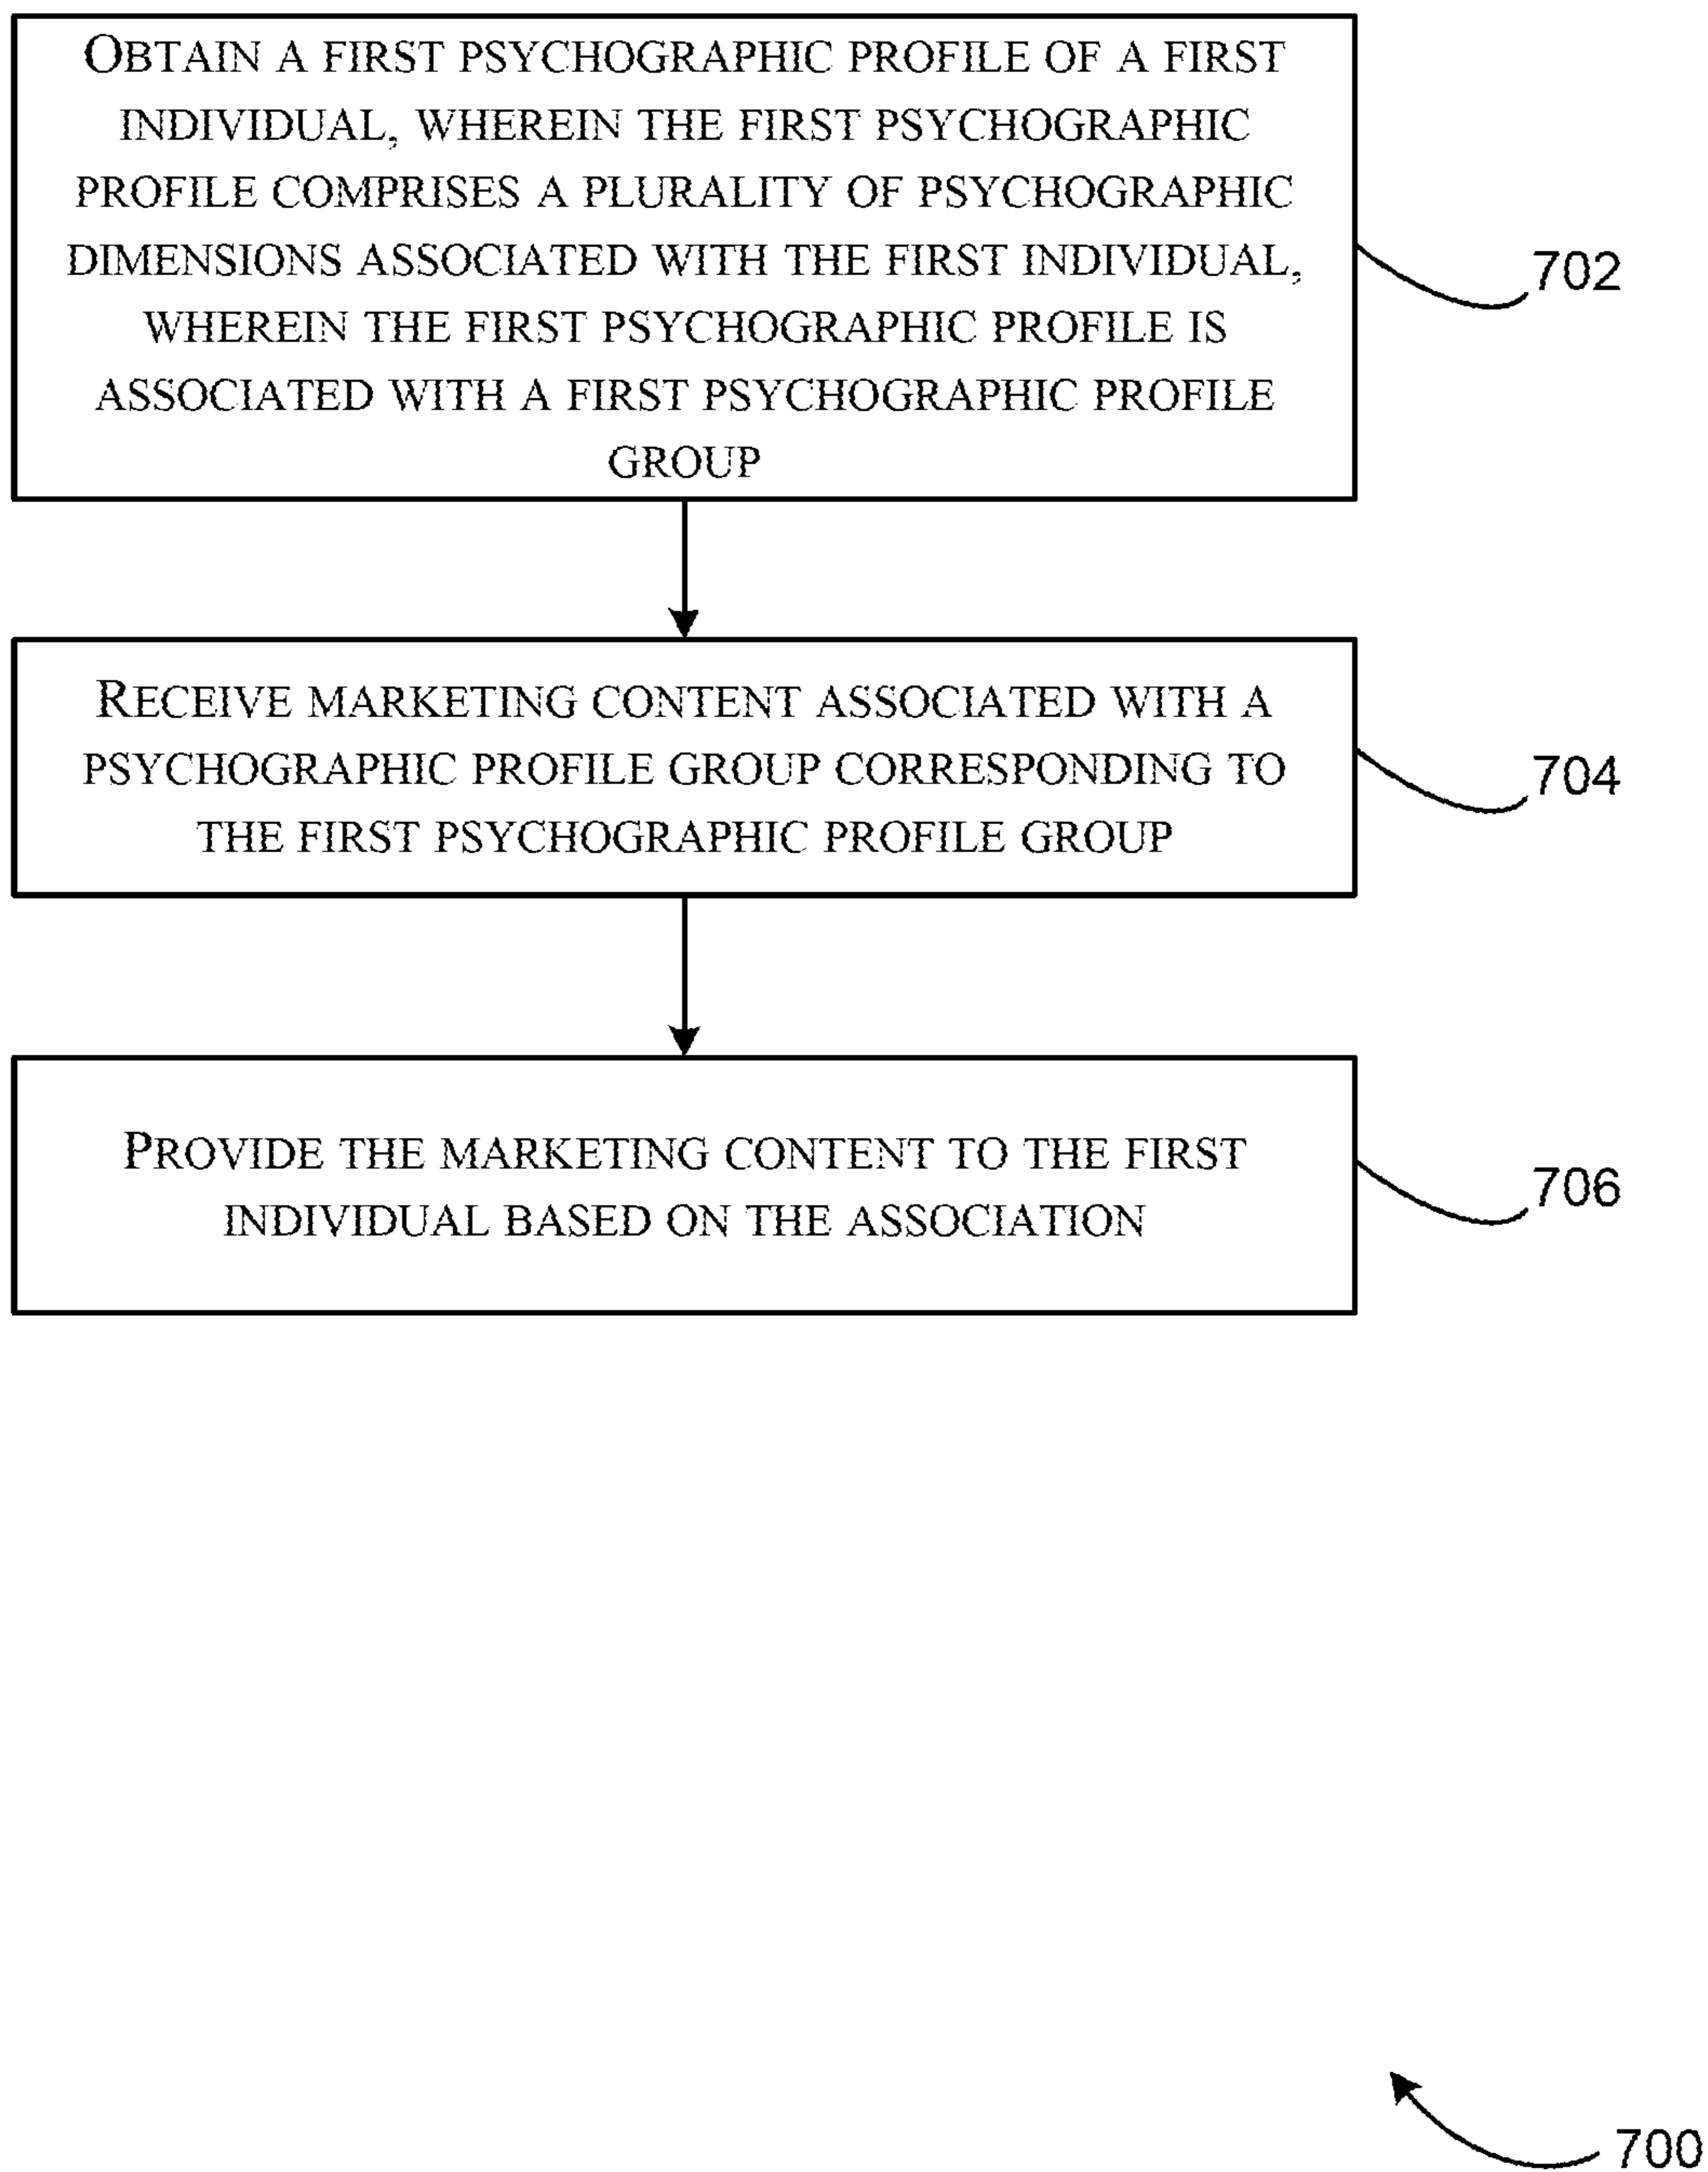 OBTAIN A FIRST PSYCHOGRAPHIC PROFILE OF A FIRST
INDIVIDUAL, WHEREIN THE FIRST PSYCHOGRAPHIC
PROFILE COMPRISES A PLURALITY OF PSYCHOGRAPHIC
DIMENSIONS ASSOCIATED WITH THE FIRST INDIVIDUAL,
WHEREIN THE FIRST PSYCHOGRAPHIC PROFILE IS
ASSOCIATED WITH A FIRST PSYCHOGRAPHIC PROFILE
GROUP
702
RECEIVE MARKETING CONTENT ASSOCIATED WITH A
PSYCHOGRAPHIC PROFILE GROUP CORRESPONDING TO
THE FIRST PSYCHOGRAPHIC PROFILE GROUP
704
PROVIDE THE MARKETING CONTENT TO THE FIRST
INDIVIDUAL BASED ON THE ASSOCIATION
706
700